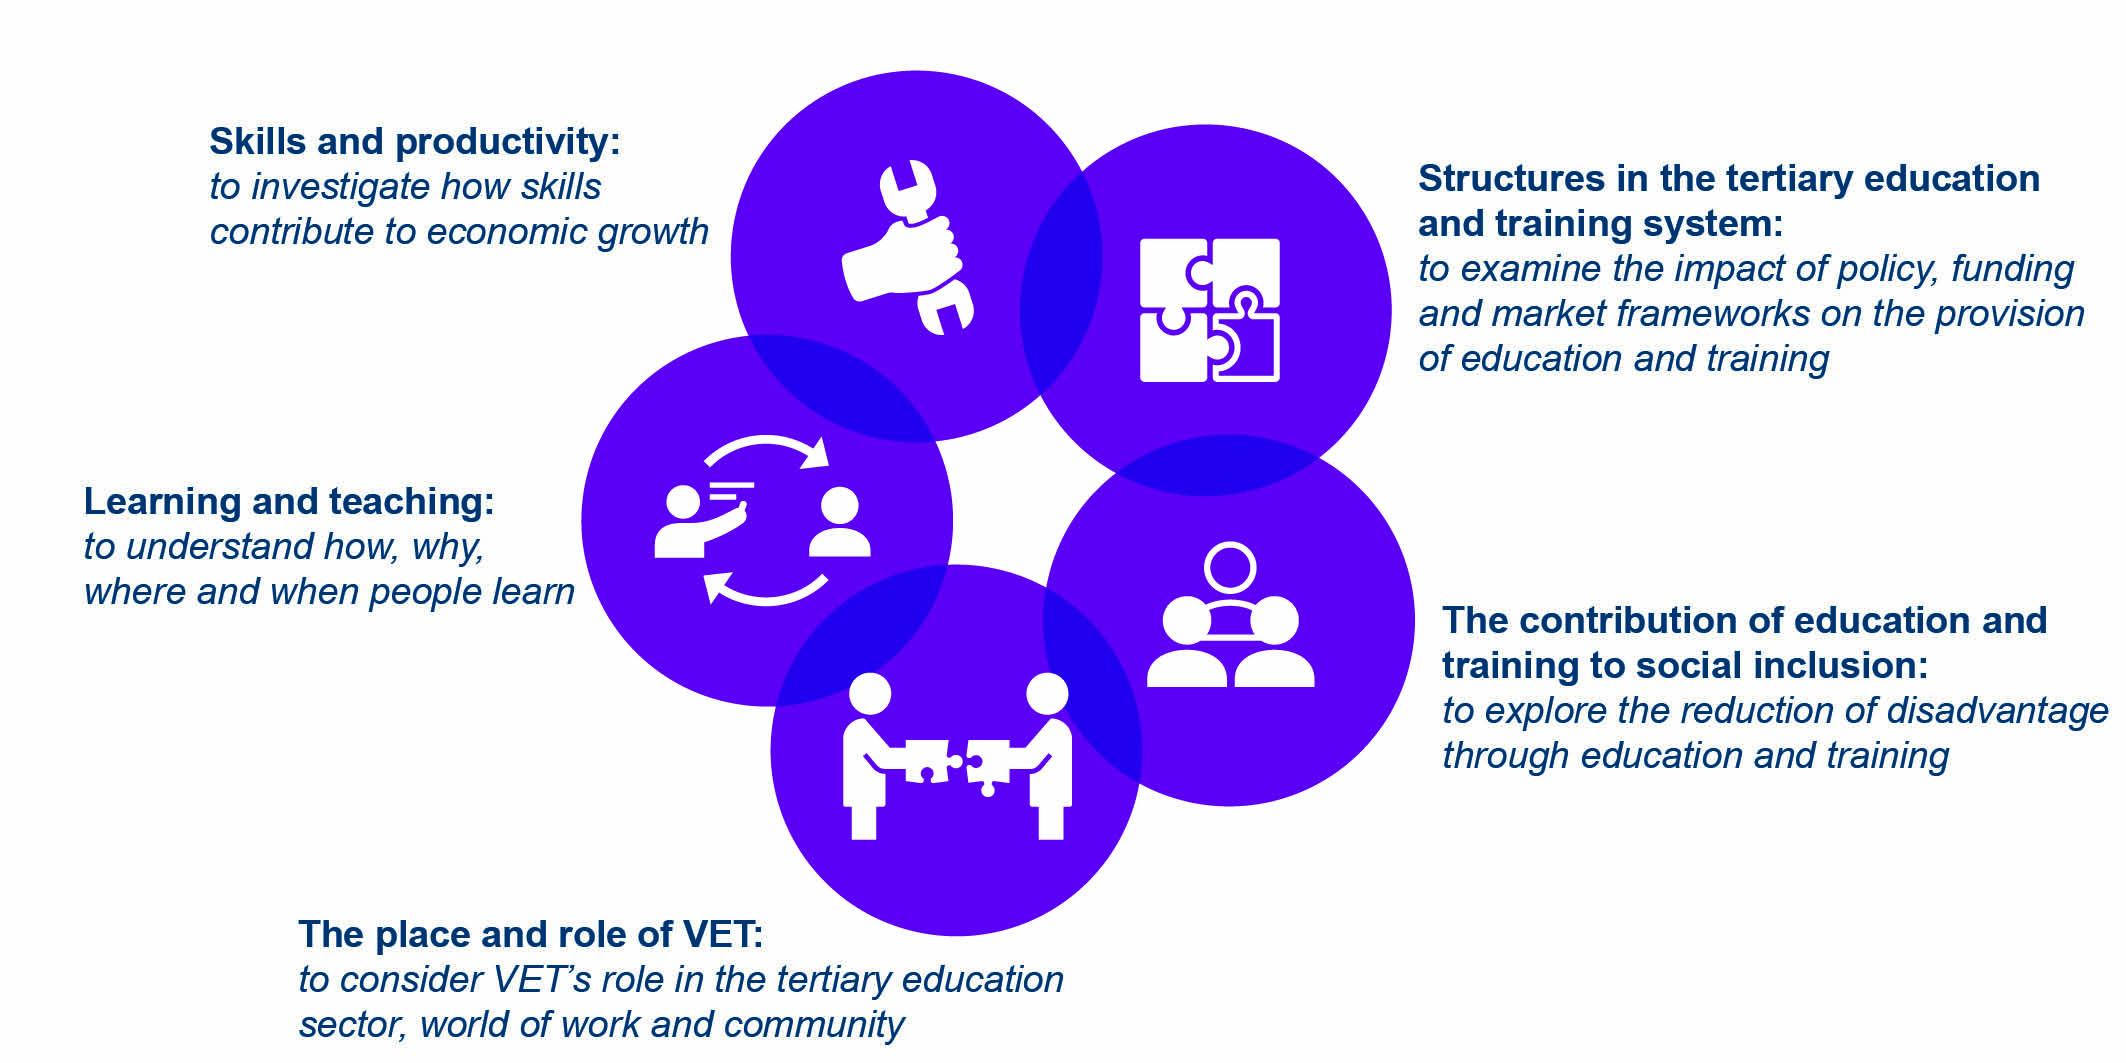 Skills and productivity:
to investigate how skills
contribute to economic growth
Structures in the tertiary education
and training system:
to examine the impact of policy, funding
and market frameworks on the provision
of education and training
Learning and teaching:
to understand how, why,
where and when people learn
The contribution of education and
training to social inclusion:
to explore the reduction of disadvantage
through education and training
The place and role of VET:
to consider VET’s role in the tertiary education
sector, world of work and community